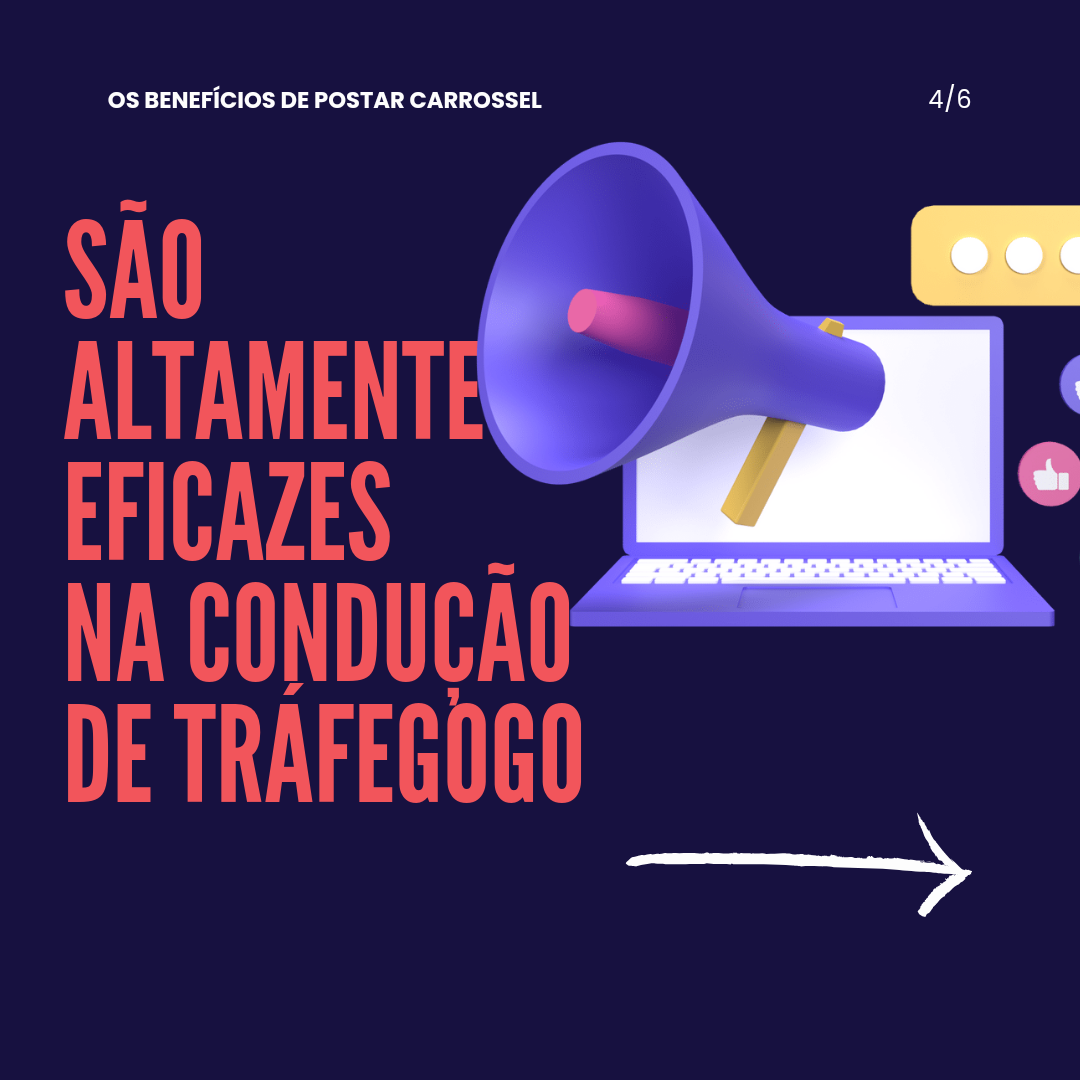 OS BENEFÍCIOS DE POSTAR CARROSSEL
4/6
SÃO
ALTAMENTE
EFICAZES
NA CONDUÇÃO
DE TRÁFEGOGO